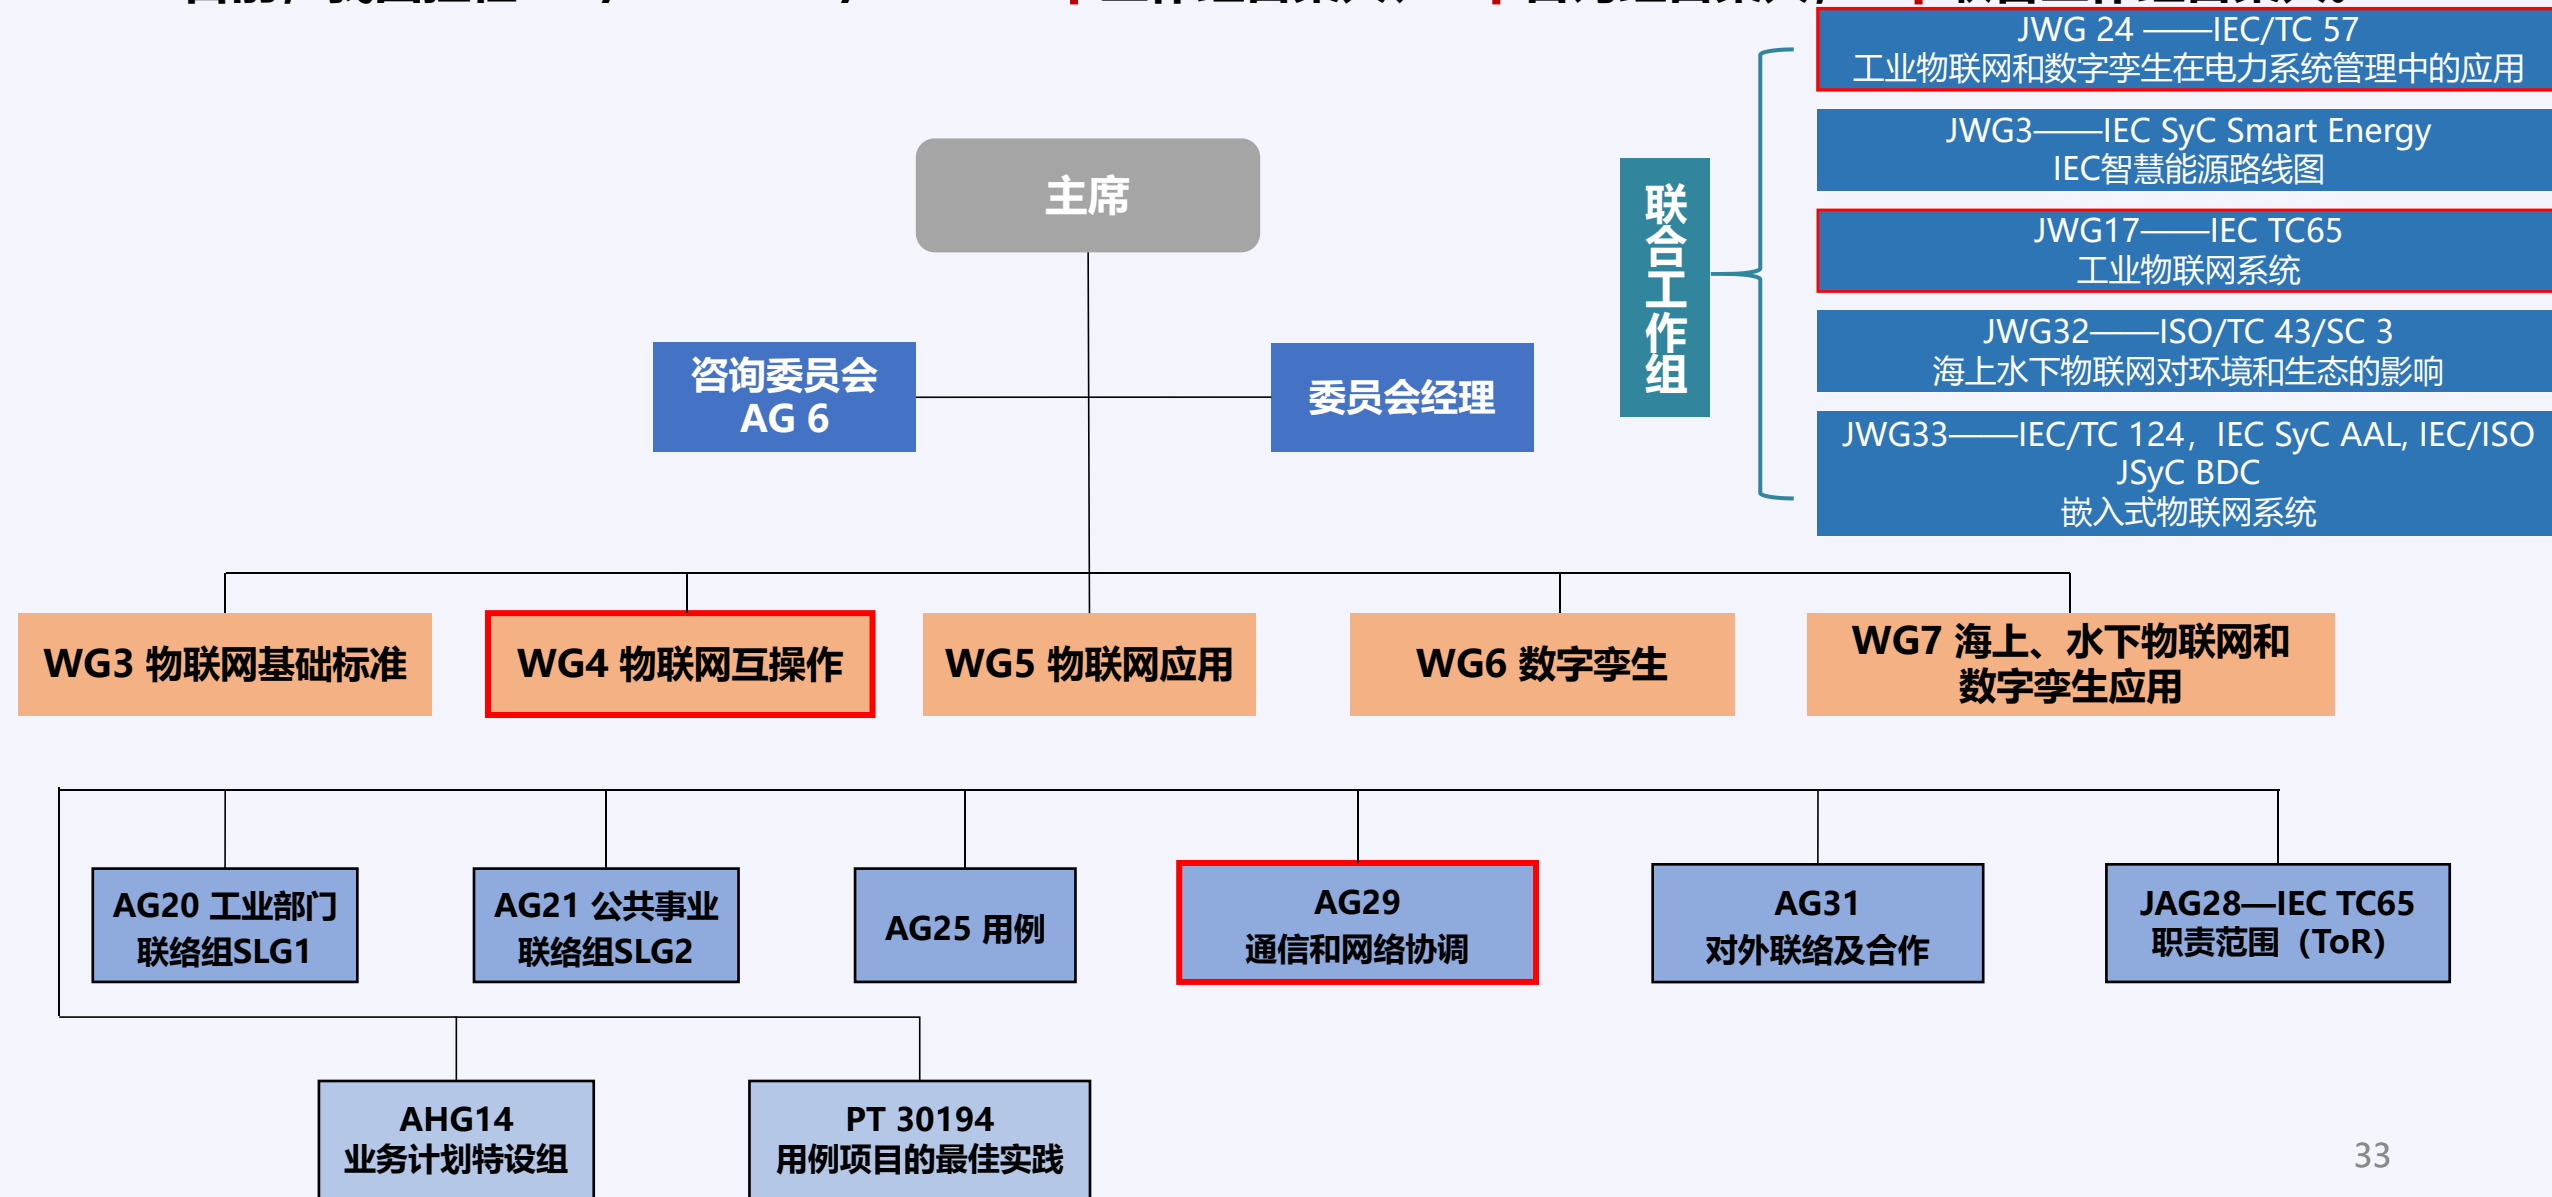 JWG 24 ——IEC/TC 57
工业物联网和数字孪生在电力系统管理中的应用
JWG3——IEC SyC Smart Energy
IEC智慧能源路线图
JWG17——IEC TC65
工业物联网系统
JWG32——ISO/TC 43/SC 3
海上水下物联网对环境和生态的影响
JWG33——IEC/TC 124，IEC SyC AAL, IEC/ISO
JSyC BDC
嵌入式物联网系统
联合工作组
主席
咨询委员会
AG 6
委员会经理
WG3 物联网基础标准
WG4 物联网互操作
WG5 物联网应用
WG6 数字孪生
WG7 海上、水下物联网和
数字孪生应用
AG20 工业部门
联络组SLG1
AG21 公共事业
联络组SLG2
AG25 用例
AG29
通信和网络协调
AG31
对外联络及合作
JAG28—IEC TC65
职责范围（ToR）
AHG14
业务计划特设组
PT 30194
用例项目的最佳实践
33